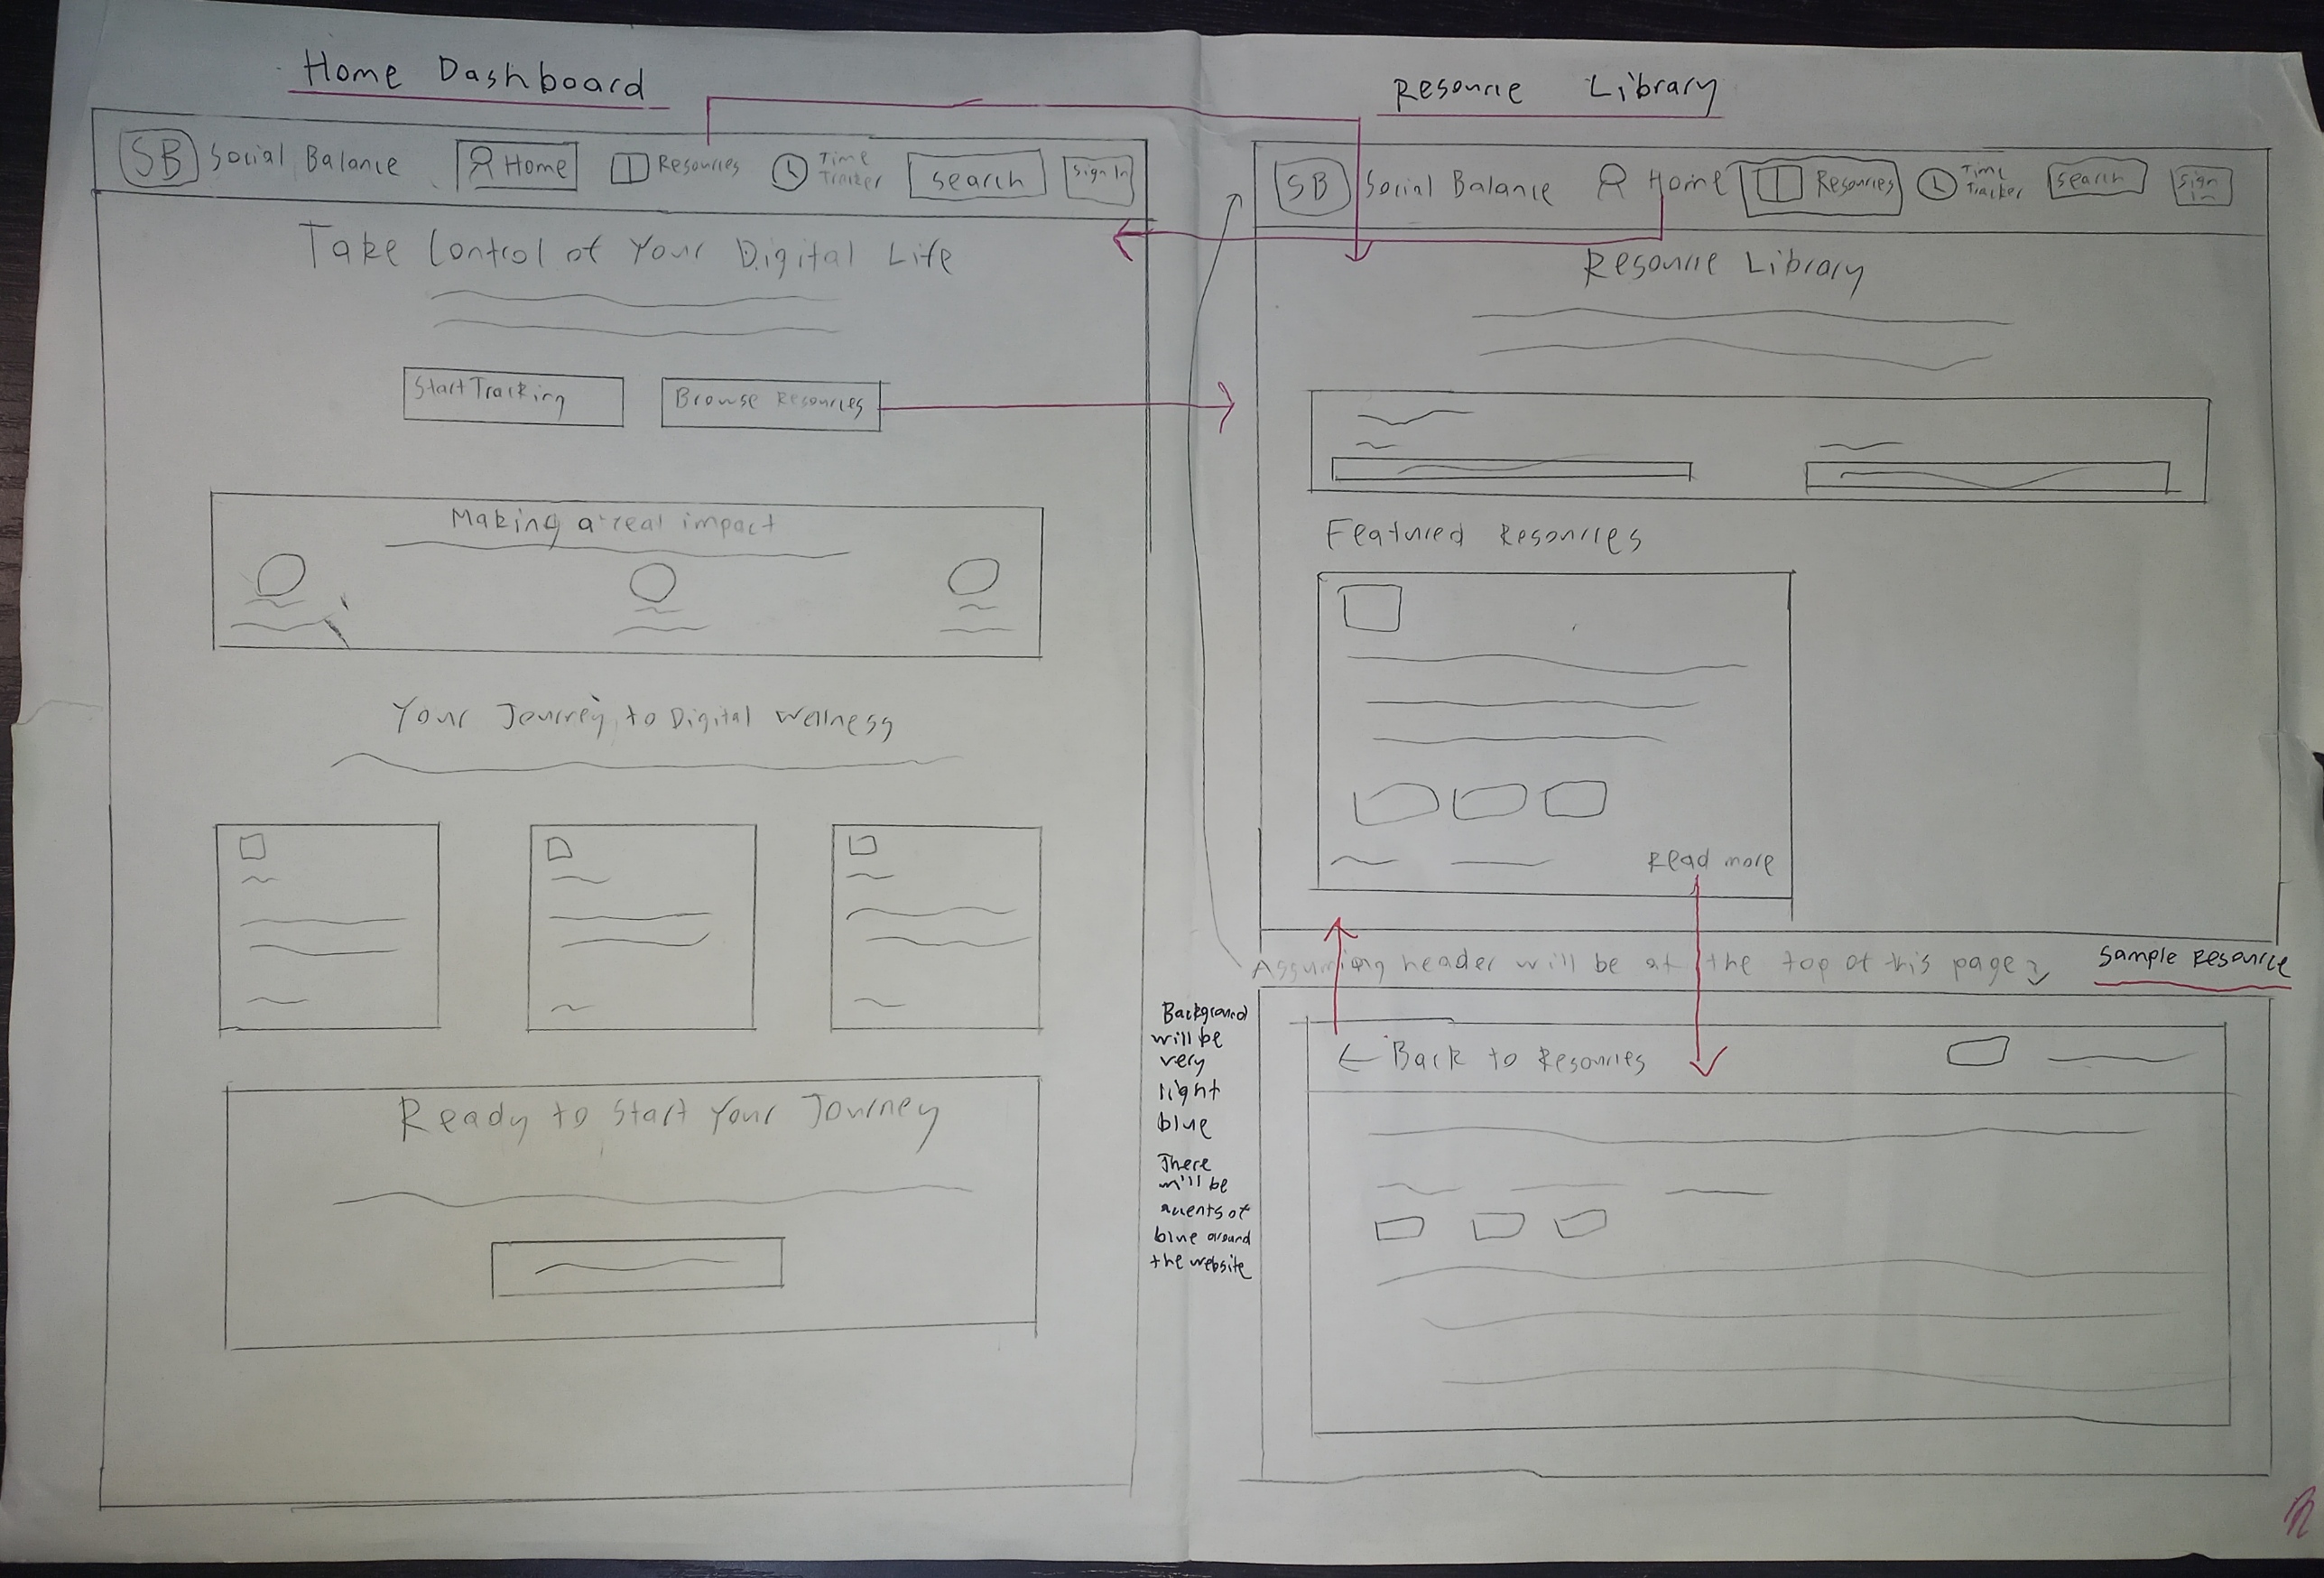 Home Dashboard
SB Social Balance Home Resources Time Tracker Search Sign In
Take Control of Your Digital Life
Start Tracking Browse Resources
Making a real impact
Your Journey to Digital Wellness
Ready to Start Your Journey
Resource Library
SB Social Balance Home Resources Time Tracker Search Sign In
Resource Library
Featured Resources
Read more
Assuming header will be at the top of this page
Sample Resource
← Back to Resources
Background
will be
very
light
blue
There
will be
accents of
blue around
the website